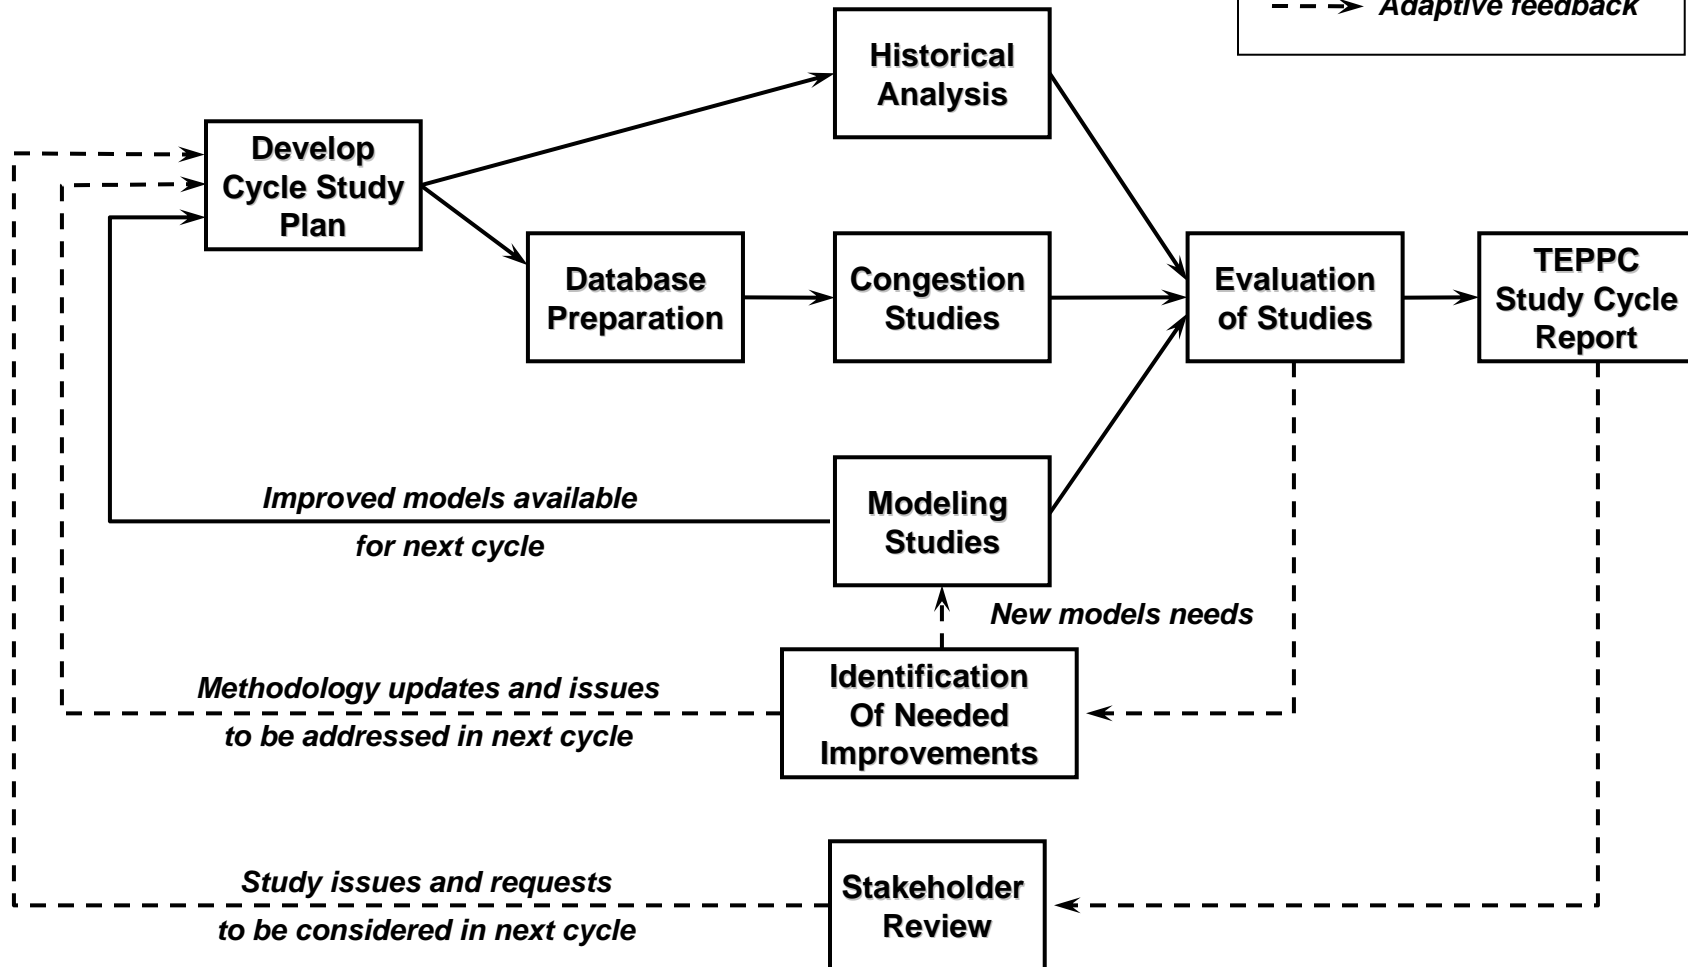 Adaptive feedback
Historical
Analysis
Develop
Cycle Study
Plan
Database
Preparation
Congestion
Studies
Evaluation
of Studies
TEPPC
Study Cycle
Report
Improved models available
for next cycle
Modeling
Studies
New models needs
Methodology updates and issues
to be addressed in next cycle
Identification
Of Needed
Improvements
Study issues and requests
to be considered in next cycle
Stakeholder
Review